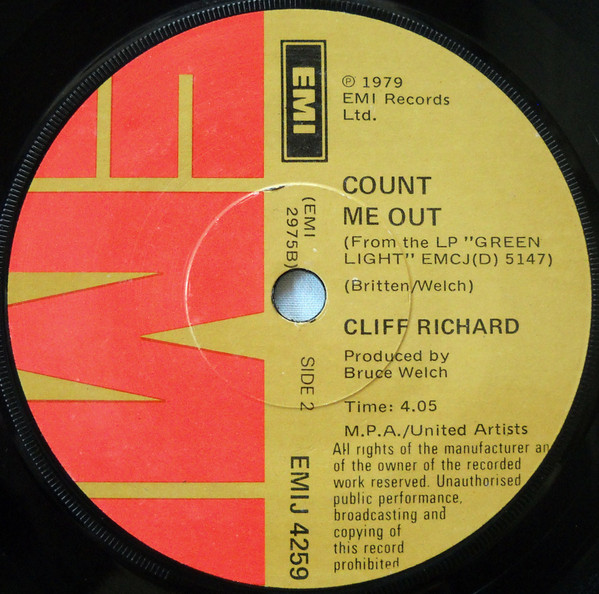 EMI
℗ 1979
EMI Records
Ltd.
COUNT
ME OUT
(From the LP "GREEN
LIGHT" EMCJ(D) 5147)
(Britten/Welch)
CLIFF RICHARD
Produced by
Bruce Welch
Time: 4.05
M.P.A./United Artists
All rights of the manufacturer an
of the owner of the recorded
work reserved. Unauthorised
public performance,
broadcasting and
copying of
this record
prohibited
(EMI
2975B)
SIDE 2
EMIJ 4259
EMI